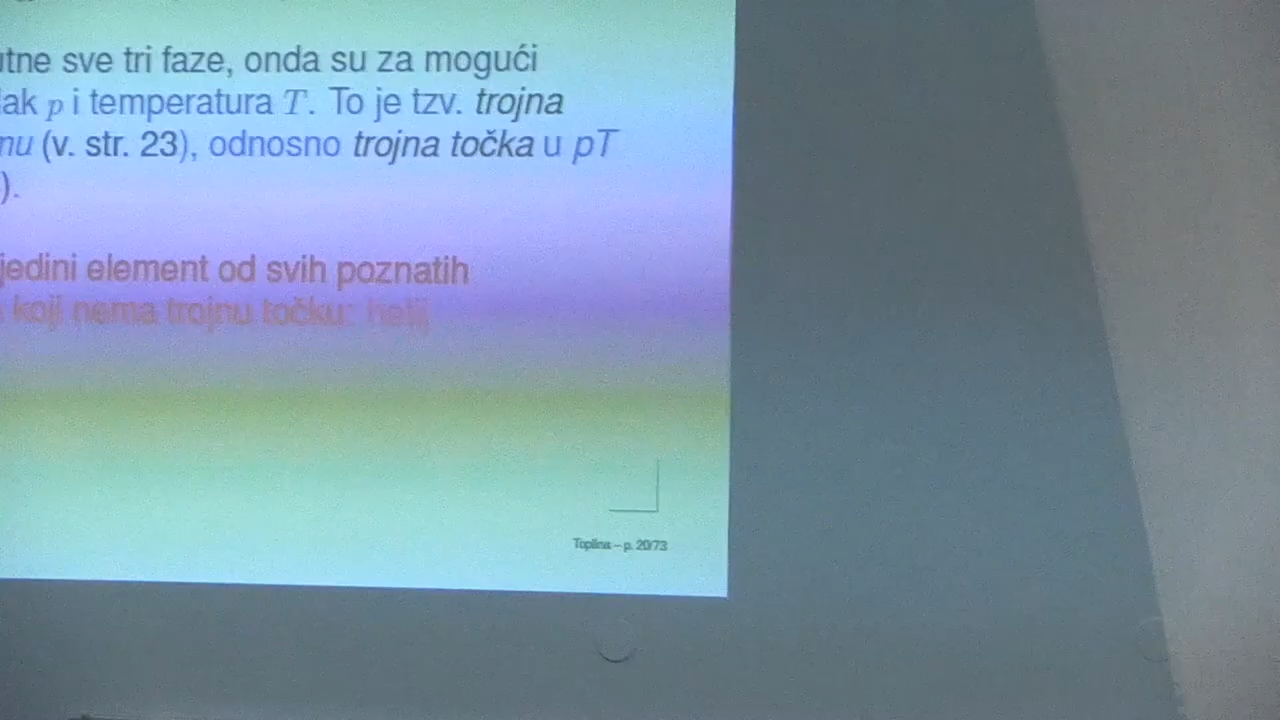 utne sve tri faze, onda su za mogući
lak p i temperatura T. To je tzv. trojna
nu (v. str. 23), odnosno trojna točka u pT
).
jedini element od svih poznatih
koji nema trojnu točku: helij
Toplina – p. 20/73